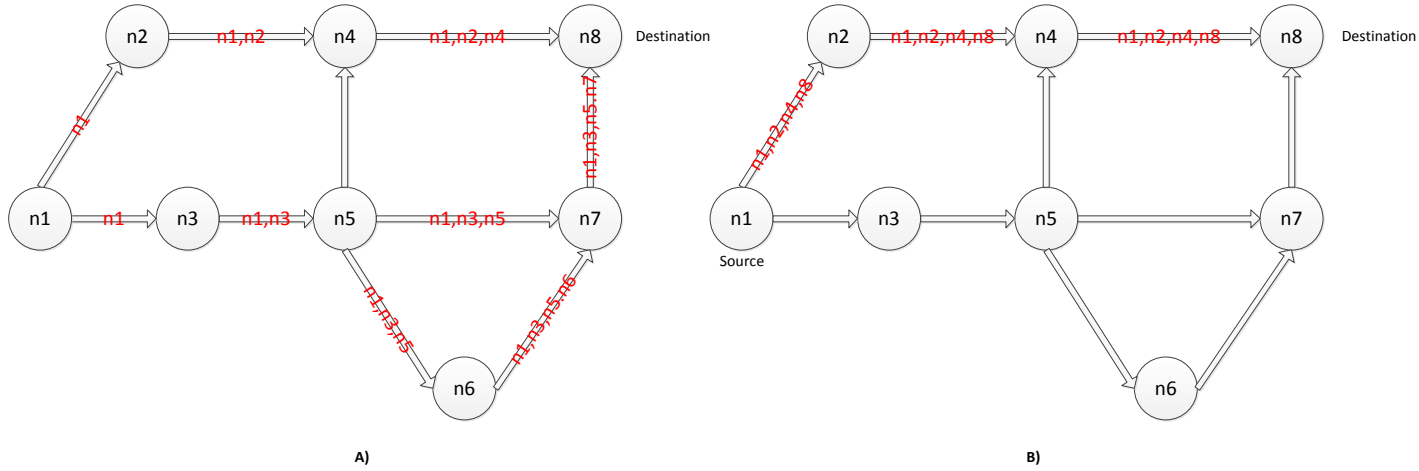 n2
n1,n2
n4
n1,n2,n4
n8
Destination
n1
n1,n3,n5.n7
n1
n1
n3
n1,n3
n5
n1,n3,n5
n7
n1,n3,n5
n1,n3,n5.n6
n6
A)
n2
n1,n2,n4,n8
n4
n1,n2,n4,n8
n8
Destination
n1,n2,n4,n8
n1
Source
n3
n5
n7
n6
B)